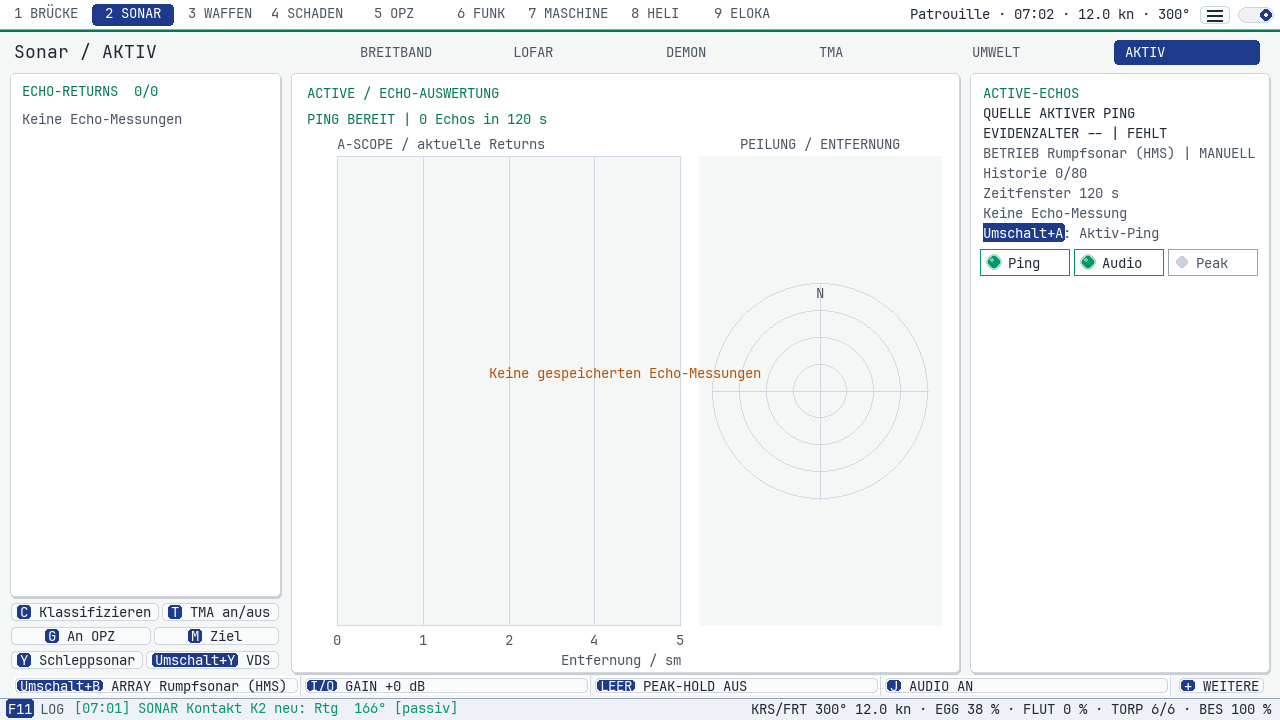 1 BRÜCKE 2 SONAR 3 WAFFEN 4 SCHADEN 5 OPZ 6 FUNK 7 MASCHINE 8 HELI 9 ELOKA Patrouille · 07:02 · 12.0 kn · 300°
Sonar / AKTIV BREITBAND LOFAR DEMON TMA UMWELT AKTIV
ECHO-RETURNS 0/0
Keine Echo-Messungen
ACTIVE / ECHO-AUSWERTUNG
PING BEREIT | 0 Echos in 120 s
A-SCOPE / aktuelle Returns PEILUNG / ENTFERNUNG
N
Keine gespeicherten Echo-Messungen
0 1 2 4 5
Entfernung / sm
ACTIVE-ECHOS
QUELLE AKTIVER PING
EVIDENZALTER -- | FEHLT
BETRIEB Rumpfsonar (HMS) | MANUELL
Historie 0/80
Zeitfenster 120 s
Keine Echo-Messung
Umschalt+A: Aktiv-Ping
Ping Audio Peak
C Klassifizieren T TMA an/aus
G An OPZ M Ziel
Y Schleppsonar Umschalt+Y VDS
Umschalt+B ARRAY Rumpfsonar (HMS) I/O GAIN +0 dB LEER PEAK-HOLD AUS J AUDIO AN + WEITERE
F11 LOG [07:01] SONAR Kontakt K2 neu: Rtg 166° [passiv] KRS/FRT 300° 12.0 kn · EGG 38 % · FLUT 0 % · TORP 6/6 · BES 100 %